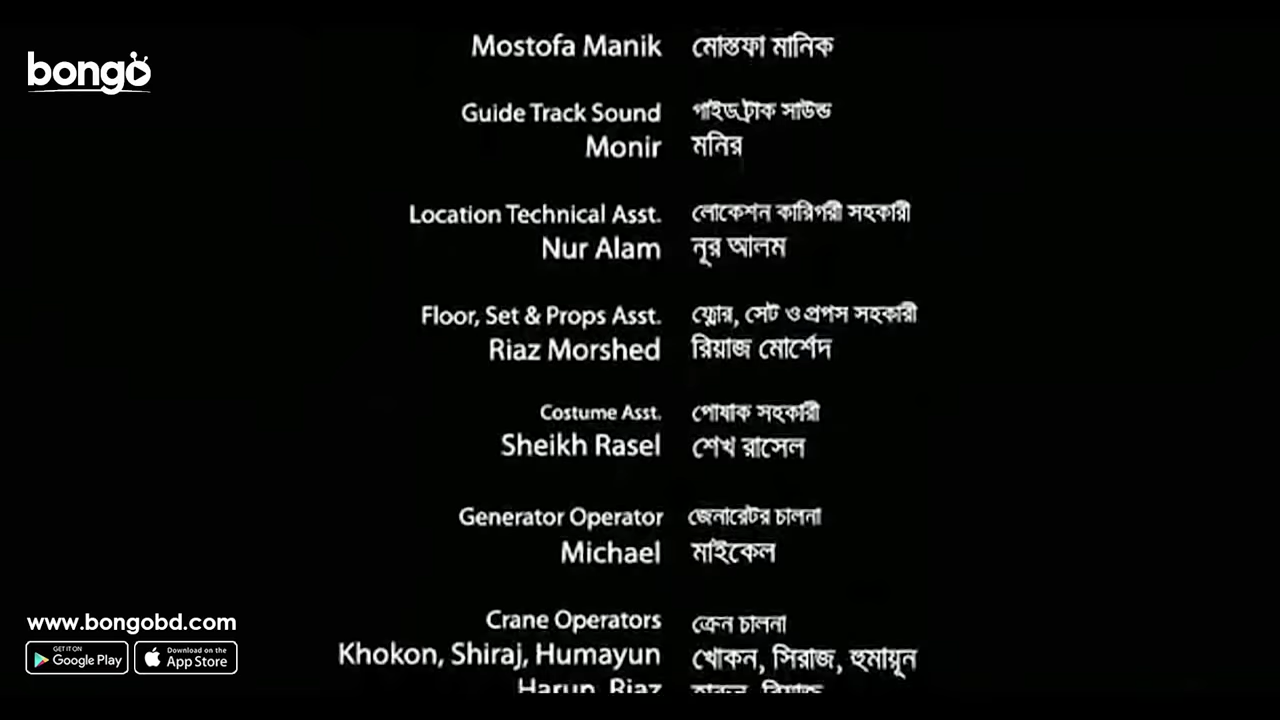 bongo
Mostofa Manik মোস্তফা মানিক
Guide Track Sound গাইড ট্রাক সাউন্ড
Monir মনির
Location Technical Asst. লোকেশন কারিগরী সহকারী
Nur Alam নূর আলম
Floor, Set & Props Asst. ফ্লোর, সেট ও প্রপস সহকারী
Riaz Morshed রিয়াজ মোর্শেদ
Costume Asst. পোষাক সহকারী
Sheikh Rasel শেখ রাসেল
Generator Operator জেনারেটর চালনা
Michael মাইকেল
Crane Operators ক্রেন চালনা
Khokon, Shiraj, Humayun খোকন, সিরাজ, হুমায়ূন
Harun, Riaz হারুন, রিয়াজ
www.bongobd.com
GET IT ON
Google Play
Download on the
App Store